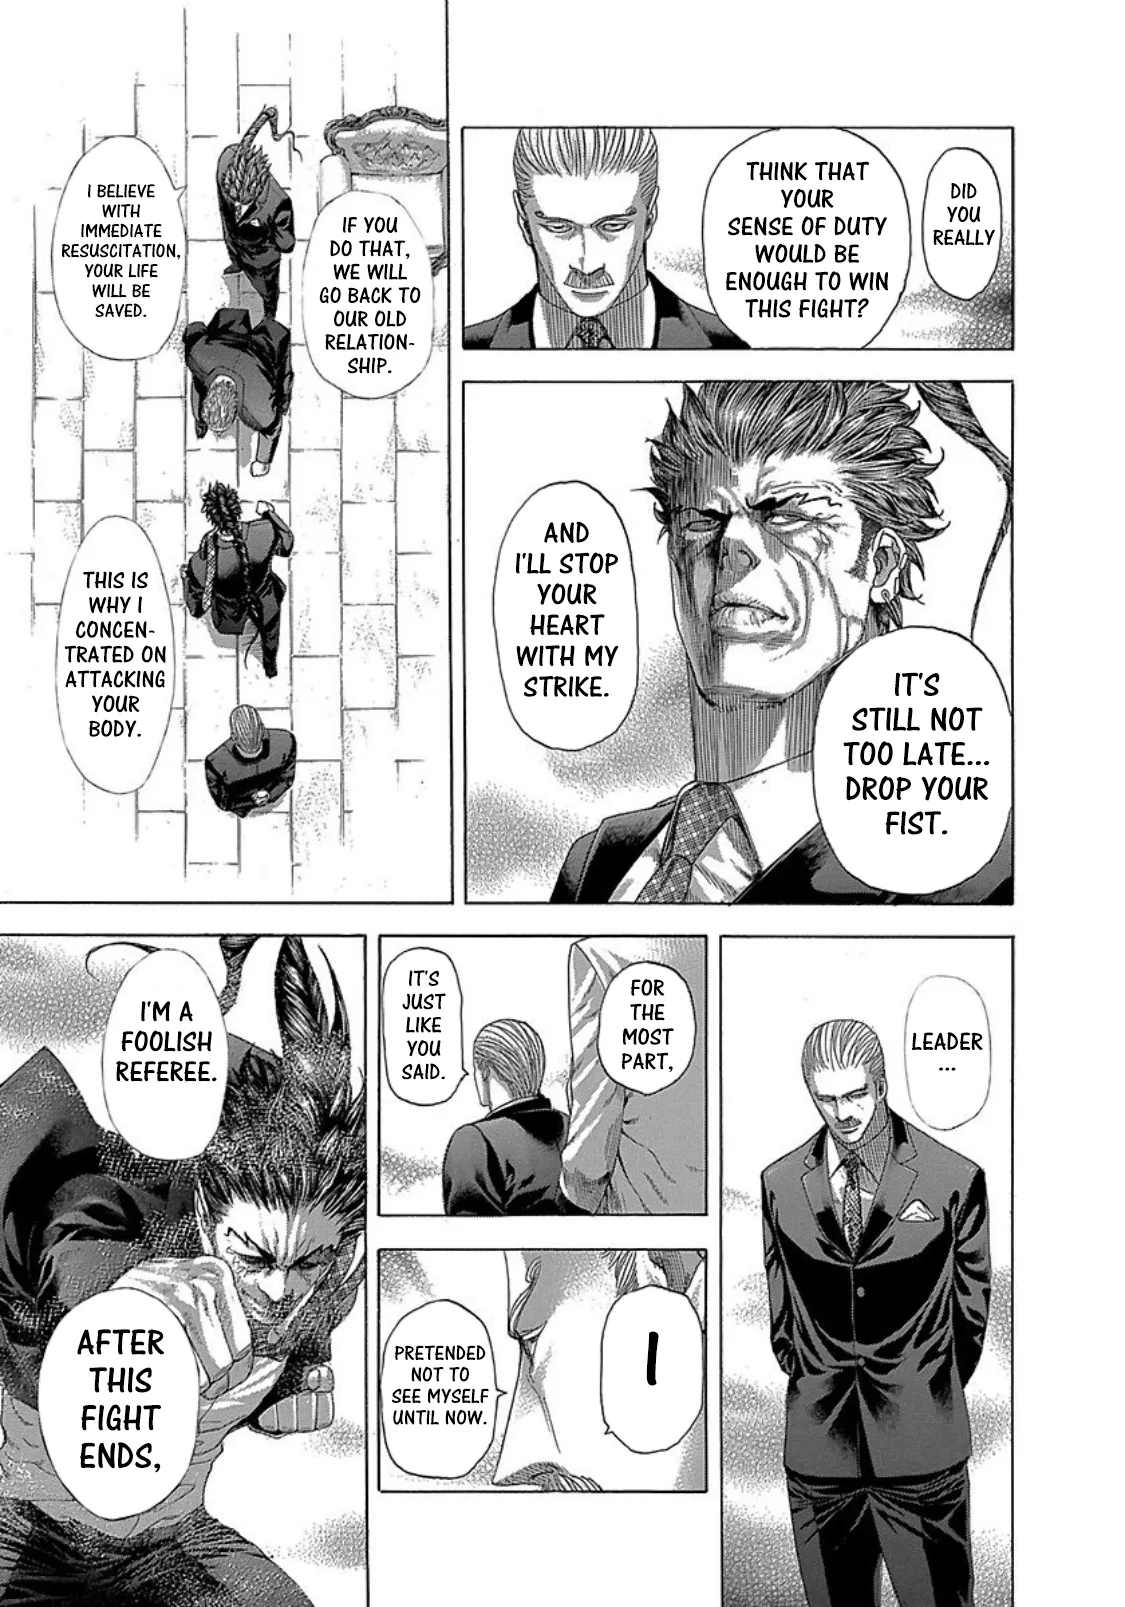 DID
YOU
REALLY
THINK THAT
YOUR
SENSE OF DUTY
WOULD BE
ENOUGH TO WIN
THIS FIGHT?
IT'S
STILL NOT
TOO LATE...
DROP YOUR
FIST.
AND
I'LL STOP
YOUR
HEART
WITH MY
STRIKE.
IF YOU
DO THAT,
WE WILL
GO BACK TO
OUR OLD
RELATION-
SHIP.
I BELIEVE
WITH
IMMEDIATE
RESUSCITATION,
YOUR LIFE
WILL BE
SAVED.
THIS IS
WHY I
CONCEN-
TRATED ON
ATTACKING
YOUR
BODY.
LEADER
...
FOR
THE
MOST
PART,
IT'S
JUST
LIKE
YOU
SAID.
I
PRETENDED
NOT TO
SEE MYSELF
UNTIL NOW.
I'M A
FOOLISH
REFEREE.
AFTER
THIS
FIGHT
ENDS,